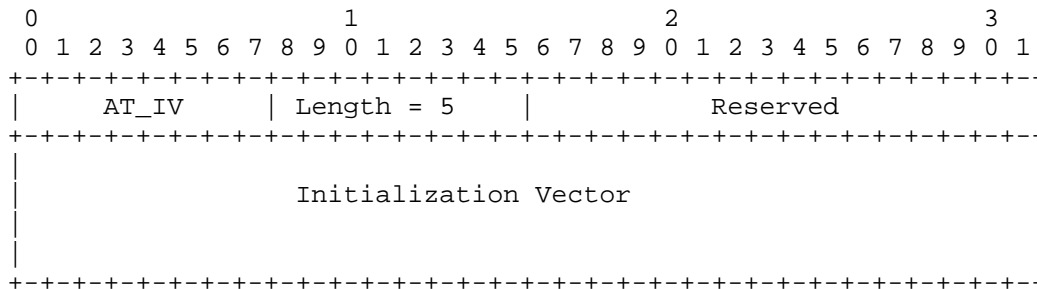 0                   1                   2                   3
 0 1 2 3 4 5 6 7 8 9 0 1 2 3 4 5 6 7 8 9 0 1 2 3 4 5 6 7 8 9 0 1
+-+-+-+-+-+-+-+-+-+-+-+-+-+-+-+-+-+-+-+-+-+-+-+-+-+-+-+-+-+-+-+--
|     AT_IV     | Length = 5    |           Reserved
+-+-+-+-+-+-+-+-+-+-+-+-+-+-+-+-+-+-+-+-+-+-+-+-+-+-+-+-+-+-+-+--
|
|                 Initialization Vector
|
|
+-+-+-+-+-+-+-+-+-+-+-+-+-+-+-+-+-+-+-+-+-+-+-+-+-+-+-+-+-+-+-+--